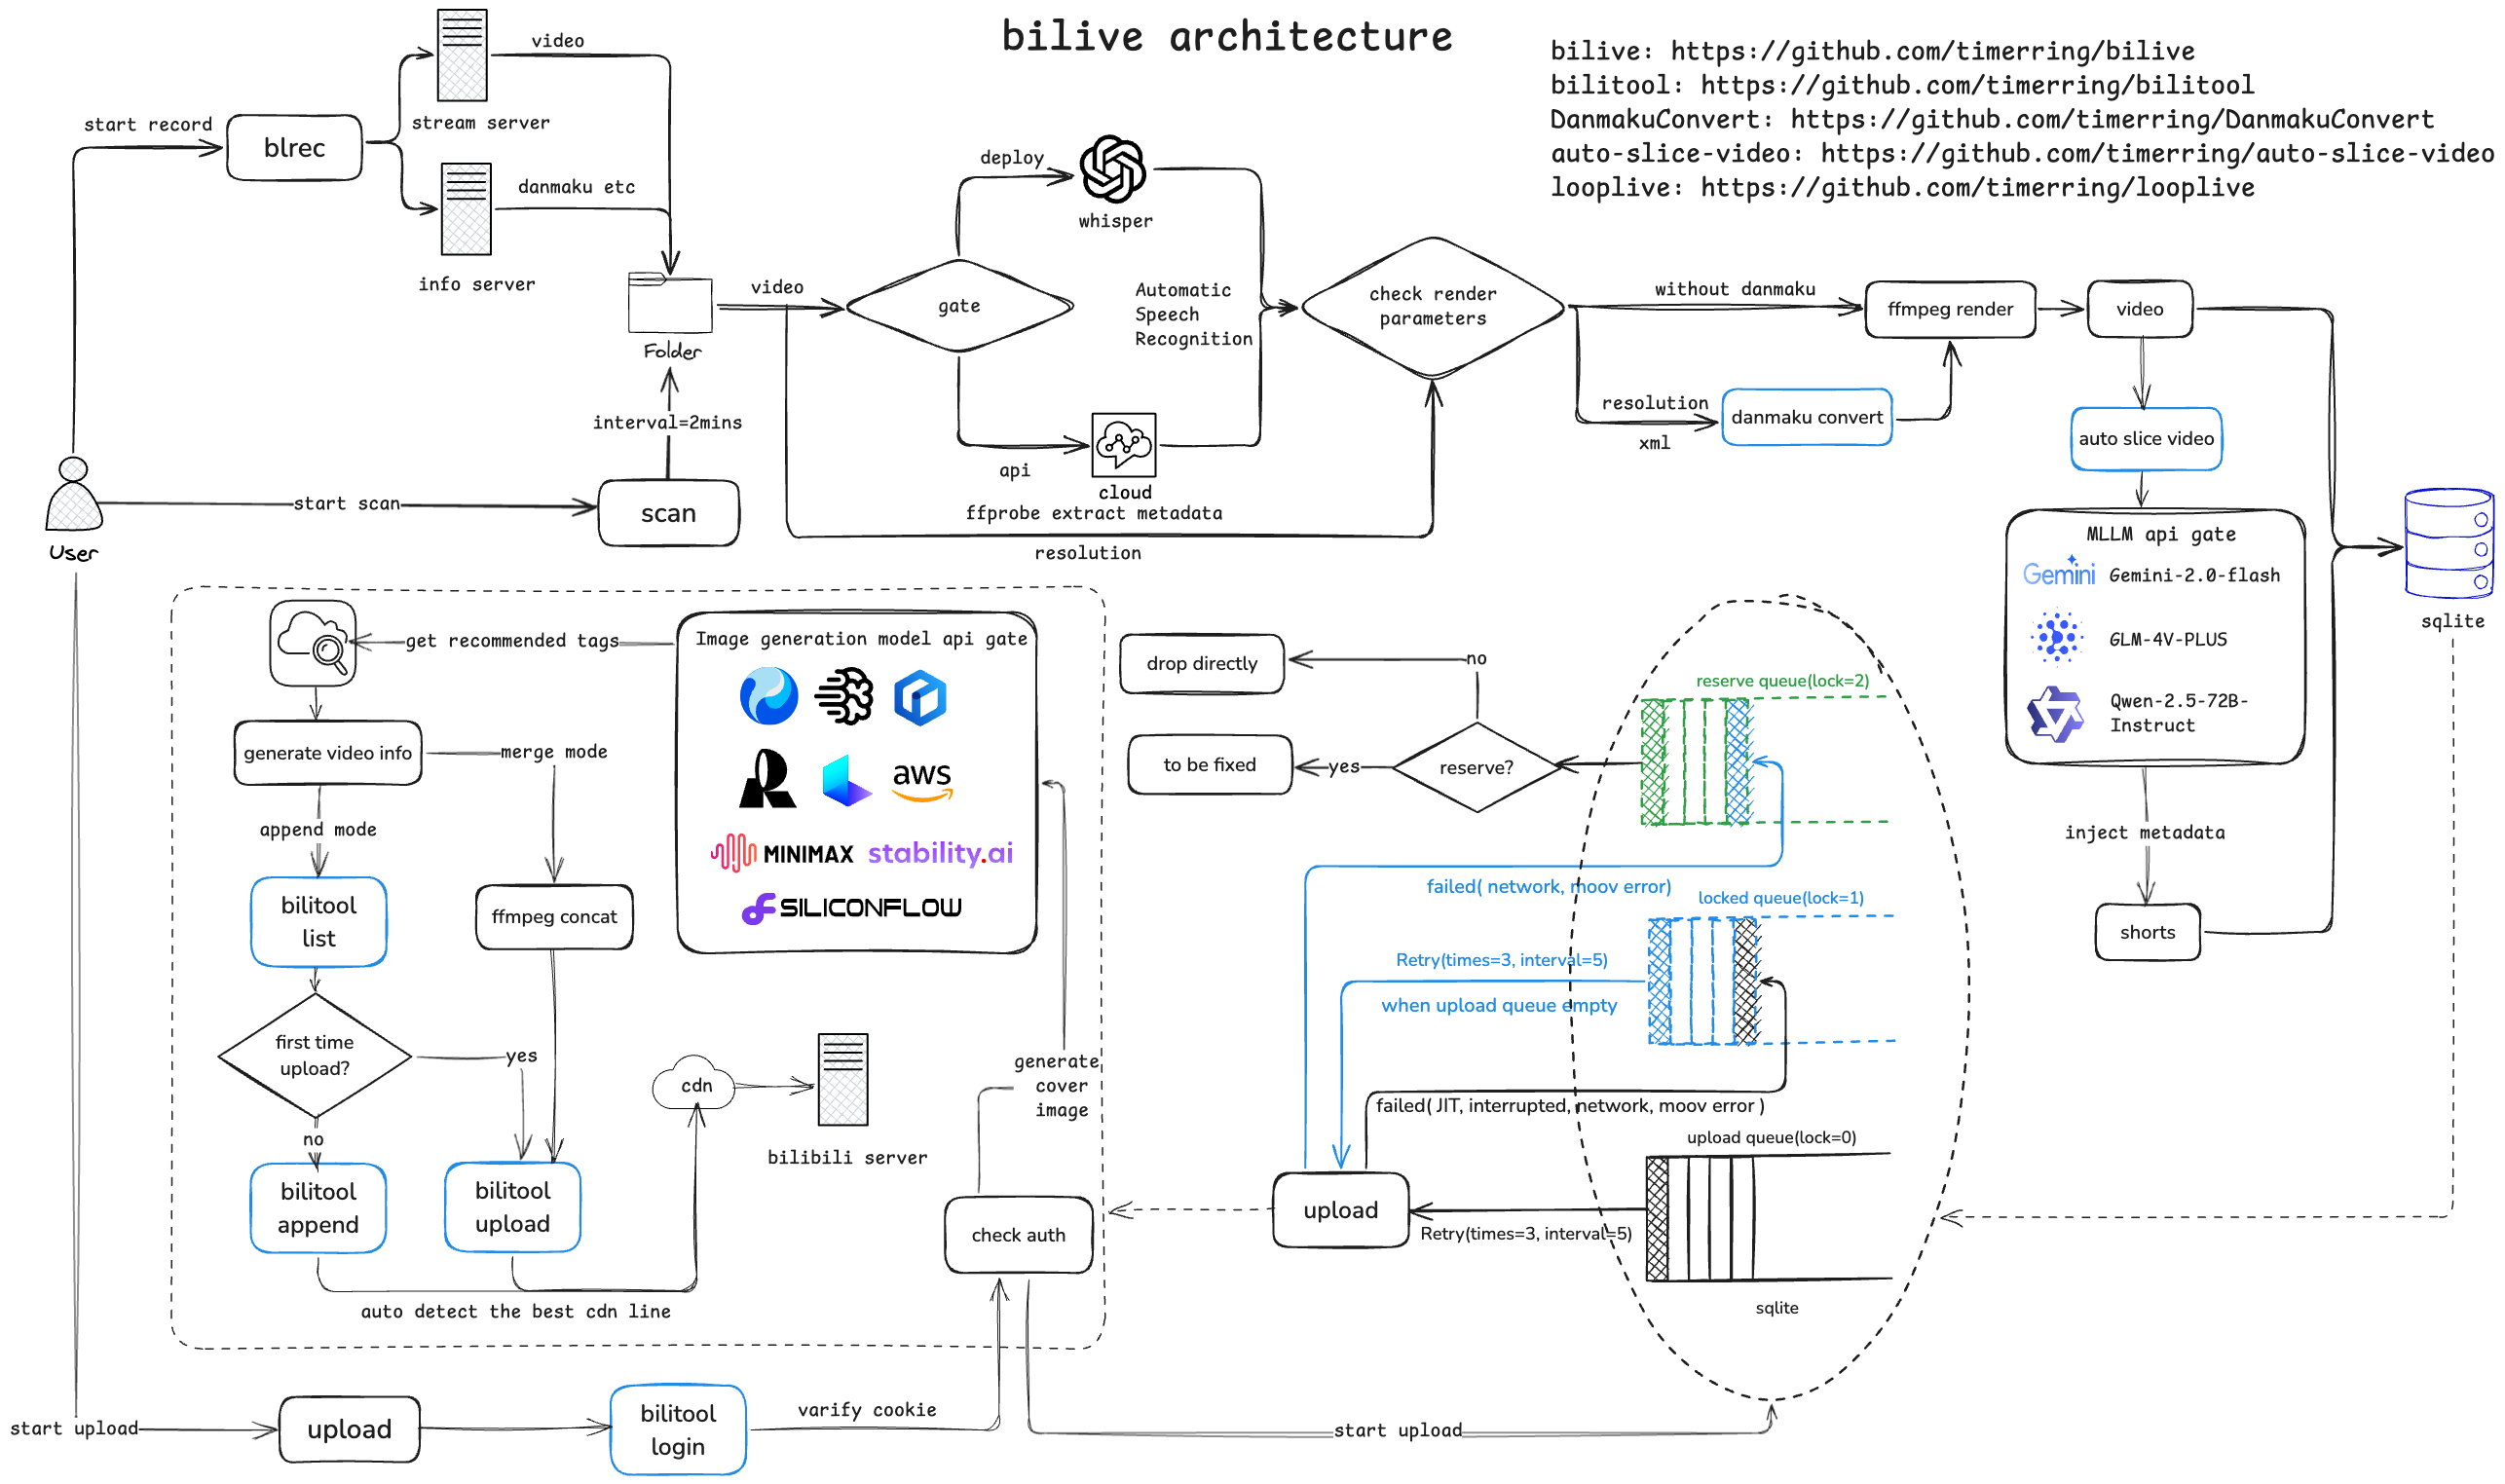 bilive architecture
bilive: https://github.com/timerring/bilive
bilitool: https://github.com/timerring/bilitool
DanmakuConvert: https://github.com/timerring/DanmakuConvert
auto-slice-video: https://github.com/timerring/auto-slice-video
looplive: https://github.com/timerring/looplive
video
start record
blrec
stream server
danmaku etc
info server
deploy
whisper
video
gate
Folder
Automatic
Speech
Recognition
check render
parameters
without danmaku
ffmpeg render
video
resolution
danmaku convert
xml
auto slice video
interval=2mins
api
cloud
start scan
scan
ffprobe extract metadata
resolution
User
MLLM api gate
Gemini
Gemini-2.0-flash
GLM-4V-PLUS
Qwen-2.5-72B-
Instruct
sqlite
inject metadata
shorts
get recommended tags
Image generation model api gate
aws
MINIMAX
stability.ai
SILICONFLOW
generate video info
merge mode
append mode
bilitool
list
ffmpeg concat
first time
upload?
yes
no
bilitool
append
bilitool
upload
cdn
bilibili server
generate
cover
image
check auth
auto detect the best cdn line
drop directly
no
to be fixed
yes
reserve?
reserve queue(lock=2)
failed( network, moov error)
locked queue(lock=1)
Retry(times=3, interval=5)
when upload queue empty
failed( JIT, interrupted, network, moov error )
upload queue(lock=0)
upload
Retry(times=3, interval=5)
sqlite
start upload
upload
bilitool
login
varify cookie
start upload